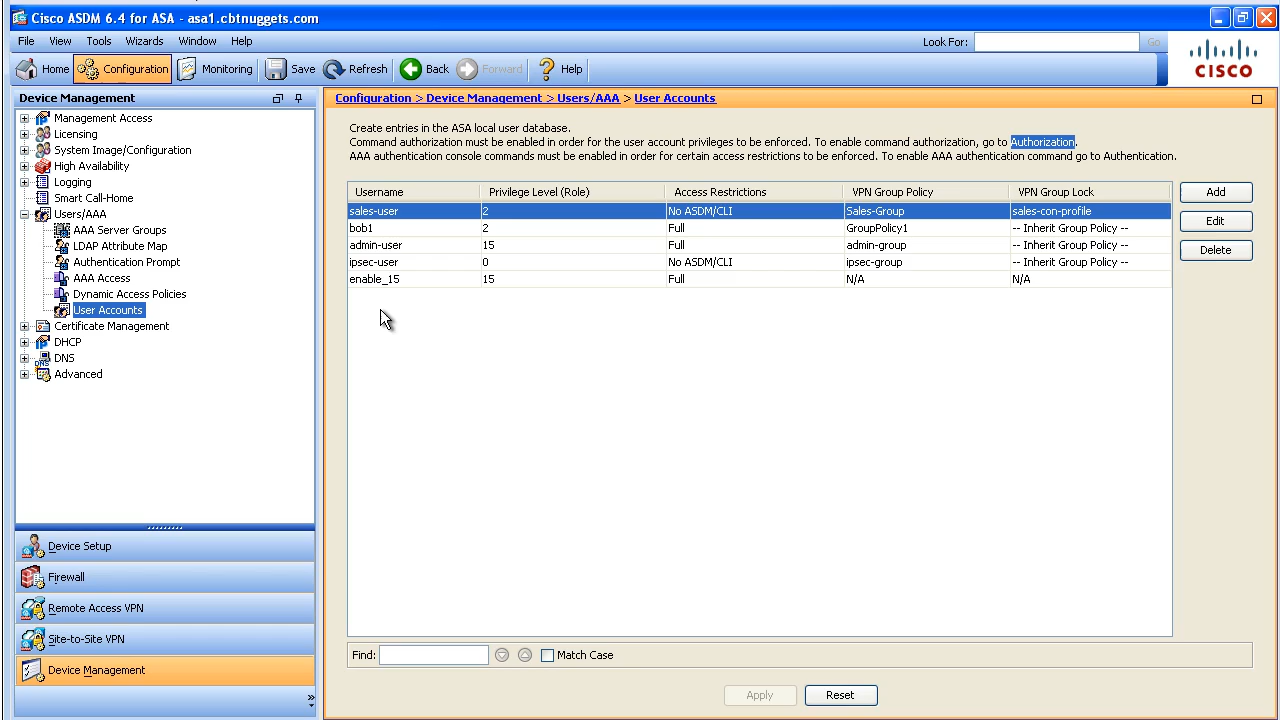 Cisco ASDM 6.4 for ASA - asa1.cbtnuggets.com
File View Tools Wizards Window Help
Look For: Go
Home Configuration Monitoring Save Refresh Back Forward Help
CISCO
Device Management
Management Access
Licensing
System Image/Configuration
High Availability
Logging
Smart Call-Home
Users/AAA
AAA Server Groups
LDAP Attribute Map
Authentication Prompt
AAA Access
Dynamic Access Policies
User Accounts
Certificate Management
DHCP
DNS
Advanced
Device Setup
Firewall
Remote Access VPN
Site-to-Site VPN
Device Management
Configuration > Device Management > Users/AAA > User Accounts
Create entries in the ASA local user database.
Command authorization must be enabled in order for the user account privileges to be enforced. To enable command authorization, go to Authorization.
AAA authentication console commands must be enabled in order for certain access restrictions to be enforced. To enable AAA authentication command go to Authentication.
Username Privilege Level (Role) Access Restrictions VPN Group Policy VPN Group Lock
sales-user 2 No ASDM/CLI Sales-Group sales-con-profile
bob1 2 Full GroupPolicy1 -- Inherit Group Policy --
admin-user 15 Full admin-group -- Inherit Group Policy --
ipsec-user 0 No ASDM/CLI ipsec-group -- Inherit Group Policy --
enable_15 15 Full N/A N/A
Add
Edit
Delete
Find: Match Case
Apply Reset